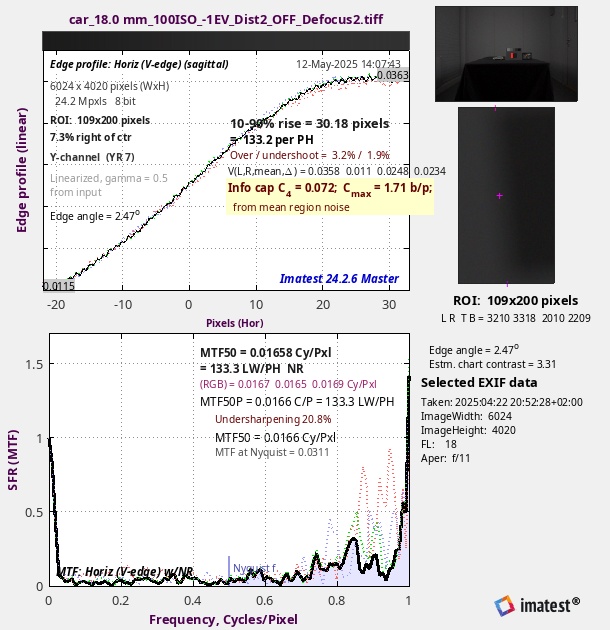 car_18.0 mm_100ISO_-1EV_Dist2_OFF_Defocus2.tiff
Edge profile: Horiz (V-edge) (sagittal)
12-May-2025 14:07:43
0.0363
6024 x 4020 pixels (WxH)
24.2 Mpxls 8bit
ROI: 109x200 pixels
7.3% right of ctr
Y-channel (YR 7)
Linearized, gamma = 0.5
from input
Edge angle = 2.47°
10-90% rise = 30.18 pixels
= 133.2 per PH
Over / undershoot = 3.2% / 1.9%
V(L,R,mean,Δ) = 0.0358 0.011 0.0248 0.0234
Info cap C4 = 0.072; Cmax = 1.71 b/p;
from mean region noise
Imatest 24.2.6 Master
0.0115
Edge profile (linear)
-20 -10 0 10 20 30
Pixels (Hor)
ROI: 109x200 pixels
L R T B = 3210 3318 2010 2209
Edge angle = 2.47°
Estm. chart contrast = 3.31
Selected EXIF data
Taken: 2025:04:22 20:52:28+02:00
ImageWidth: 6024
ImageHeight: 4020
FL: 18
Aper: f/11
MTF50 = 0.01658 Cy/Pxl
= 133.3 LW/PH NR
(RGB) = 0.0167 0.0165 0.0169 Cy/Pxl
MTF50P = 0.0166 C/P = 133.3 LW/PH
Undersharpening 20.8%
MTF50 = 0.0166 Cy/Pxl
MTF at Nyquist = 0.0311
1.5
1
0.5
0
SFR (MTF)
MTF: Horiz (V-edge) w/NR
Nyquist f.
0 0.2 0.4 0.6 0.8 1
Frequency, Cycles/Pixel
imatest®